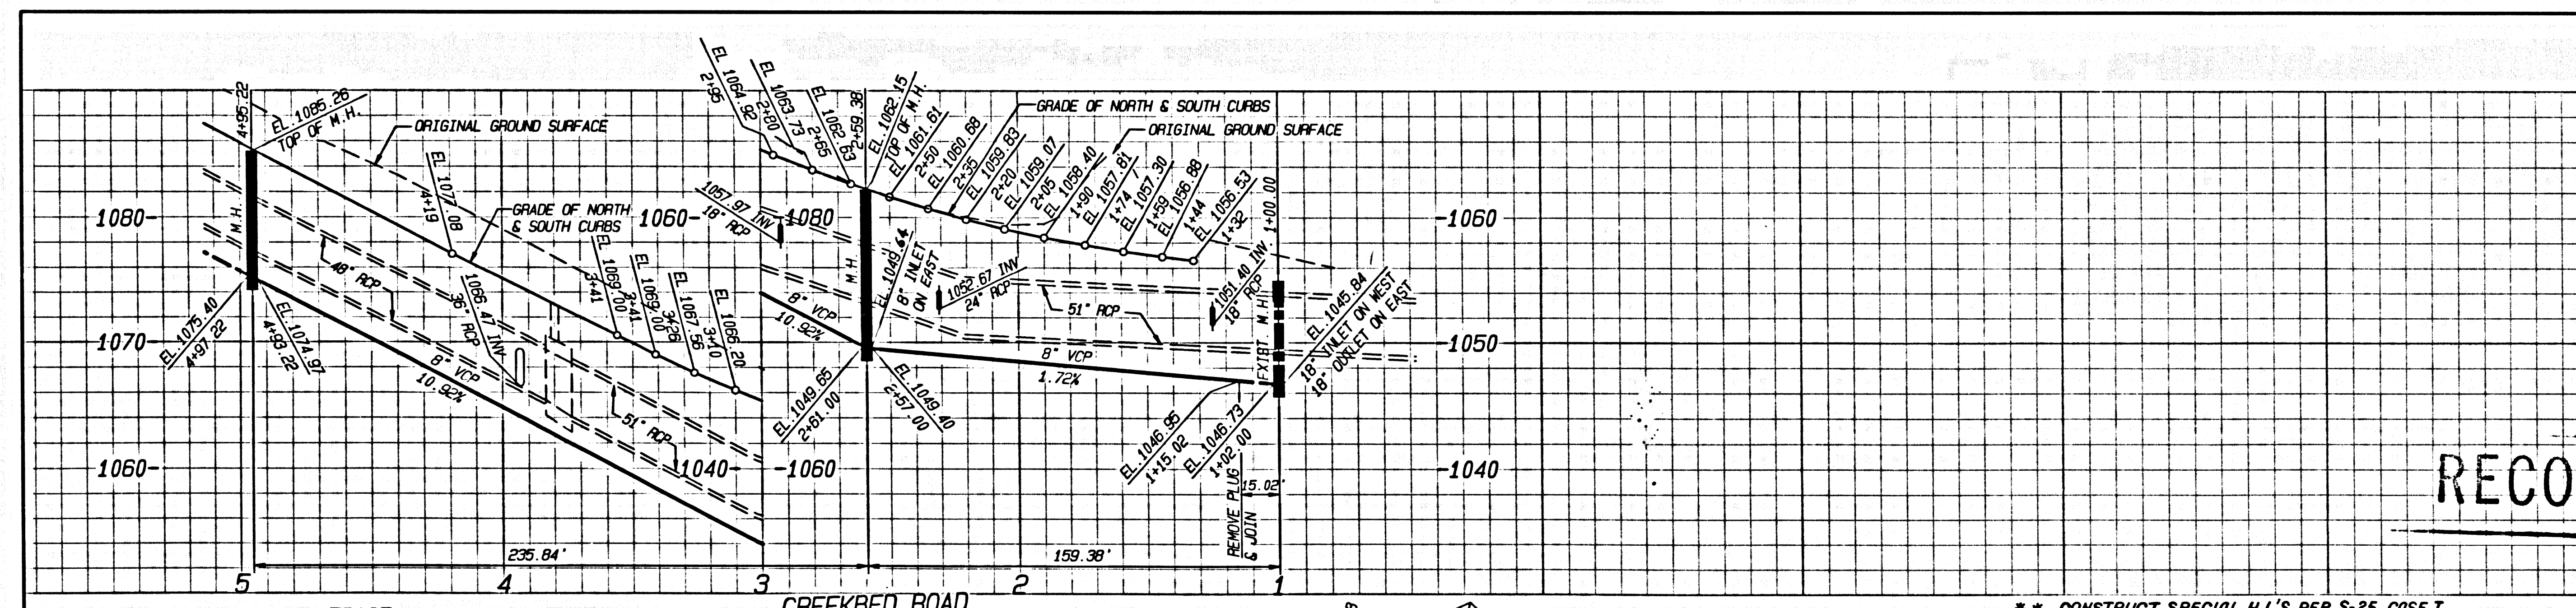 4+95.22
EL.1085.26
TOP OF M.H.
ORIGINAL GROUND SURFACE
EL 1077.08
4+19
GRADE OF NORTH
& SOUTH CURBS
EL 1069.00
3+41
EL 1069.00
3+41
EL 1067.56
3+26
EL 1066.20
3+10
1080-
1070-
1060-
M.H.
48" RCP
1066.47 INV
36" RCP
8" VCP
10.92%
51" RCP
EL.1075.40
4+97.22
EL.1074.97
4+93.22
235.84'
EL 1064.92
2+95
EL 1063.73
2+80
EL 1062.63
2+65
2+59.38
EL 1062.15
TOP OF M.H.
EL 1061.61
2+50
EL 1060.68
2+35
EL 1059.83
2+20
EL 1059.07
2+05
EL 1058.40
1+90
EL 1057.81
1+74
EL 1057.30
1+59
EL 1056.88
1+44
EL 1056.53
1+32
GRADE OF NORTH & SOUTH CURBS
ORIGINAL GROUND SURFACE
1+00.00
1060-
-1080
1040-
-1060
1057.97 INV
18" RCP
M.H.
EL.1049.64
8" INLET
ON EAST
1052.67 INV
24" RCP
51" RCP
1051.40 INV
18" RCP
EXIST M.H.
EL.1045.84
18" INLET ON WEST
18" OUTLET ON EAST
8" VCP
10.92%
8" VCP
1.72%
EL.1049.65
2+61.00
EL.1049.40
2+57.00
EL.1046.95
1+15.02
EL.1046.73
1+02.00
REMOVE PLUG
& JOIN
15.02'
159.38'
-1060
-1050
-1040
5
4
3
2
1
RECO
CREEKBED ROAD
** CONSTRUCT SPECIAL H.L'S PER S-25 CASE I